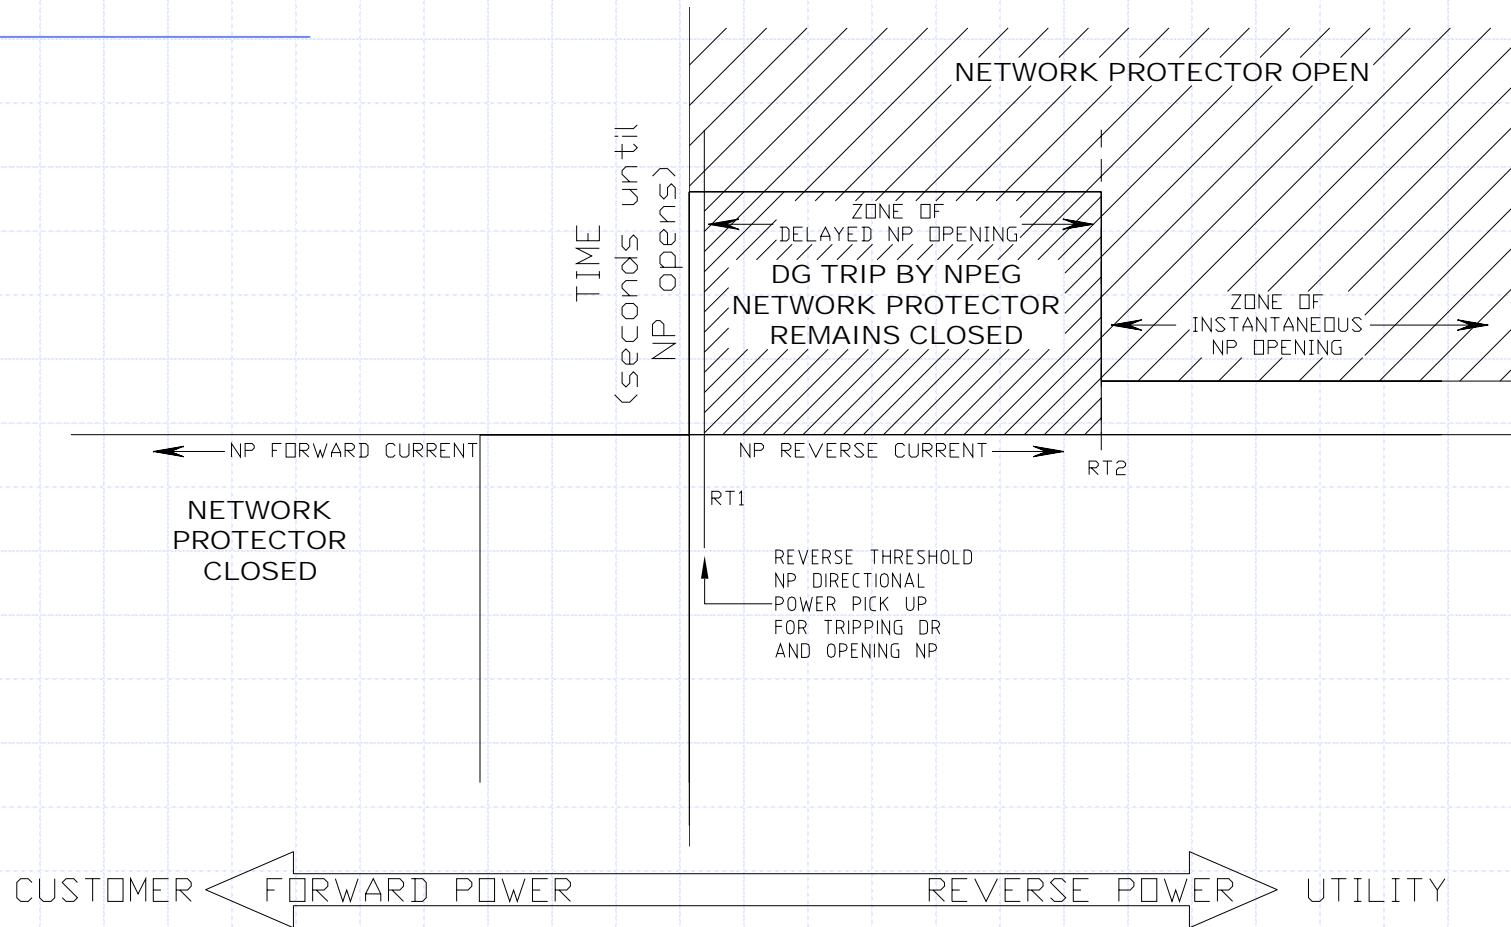 NETWORK PROTECTOR OPEN
TIME
(seconds until
NP opens)
ZONE OF
DELAYED NP OPENING
DG TRIP BY NPEG
NETWORK PROTECTOR
REMAINS CLOSED
ZONE OF
INSTANTANEOUS
NP OPENING
NP FORWARD CURRENT
NP REVERSE CURRENT
RT2
RT1
NETWORK
PROTECTOR
CLOSED
REVERSE THRESHOLD
NP DIRECTIONAL
POWER PICK UP
FOR TRIPPING DR
AND OPENING NP
CUSTOMER
FORWARD POWER
REVERSE POWER
UTILITY